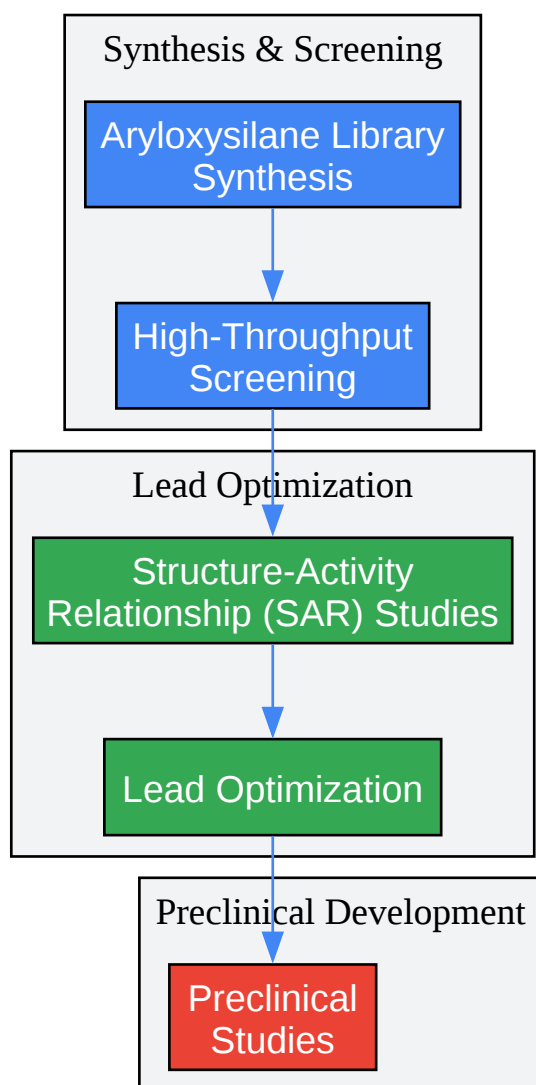 Synthesis & Screening
Aryloxysilane Library
Synthesis
High-Throughput
Screening
Lead Optimization
Structure-Activity
Relationship (SAR) Studies
Lead Optimization
Preclinical Development
Preclinical
Studies